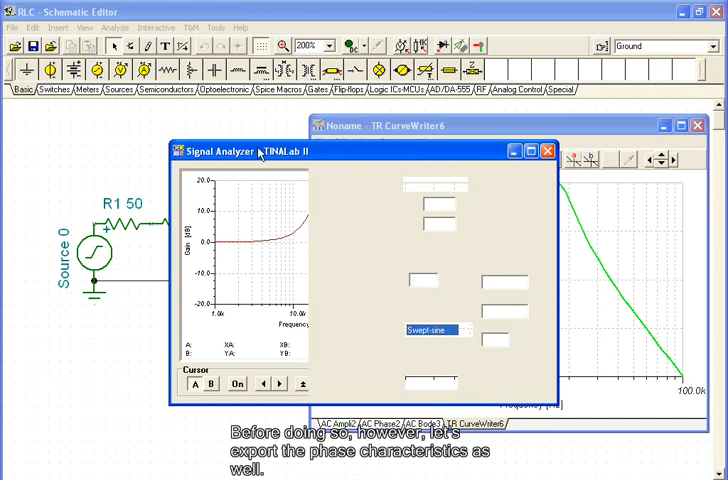 RLC - Schematic Editor
File Edit Insert View Analysis Interactive T&M Tools Help
200% DC Ground
Basic Switches Meters Sources Semiconductors Optoelectronic Spice Macros Gates Flip-flops Logic ICs-MCUs AD/DA-555 RF Analog Control Special
Noname - TR CurveWriter6
Signal Analyzer - TINALab II
a b
R1 50
Source 0
+
20.0
10.0
0.0
-10.0
-20.0
Gain [dB]
1.0k 10.0k
Frequency
Swept-sine
A: XA: XB:
B: YA: YB:
Cursor
A B On
100.0k
AC Ampli2 AC Phase2 AC Bode3 TR CurveWriter6
Before doing so, however, let's
export the phase characteristics as
well.